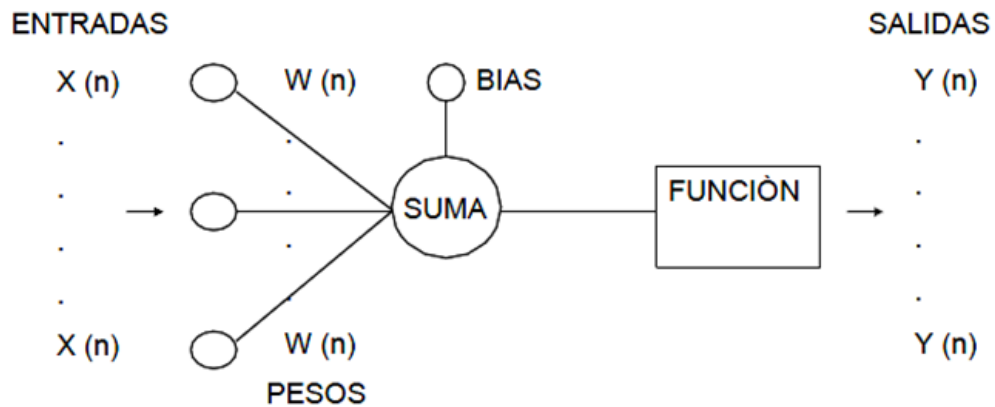 ENTRADAS
SALIDAS
X (n)
W (n)
BIAS
Y (n)
.
.
.
.
.
.
.
.
.
.
.
.
SUMA
FUNCIÒN
X (n)
W (n)
Y (n)
PESOS